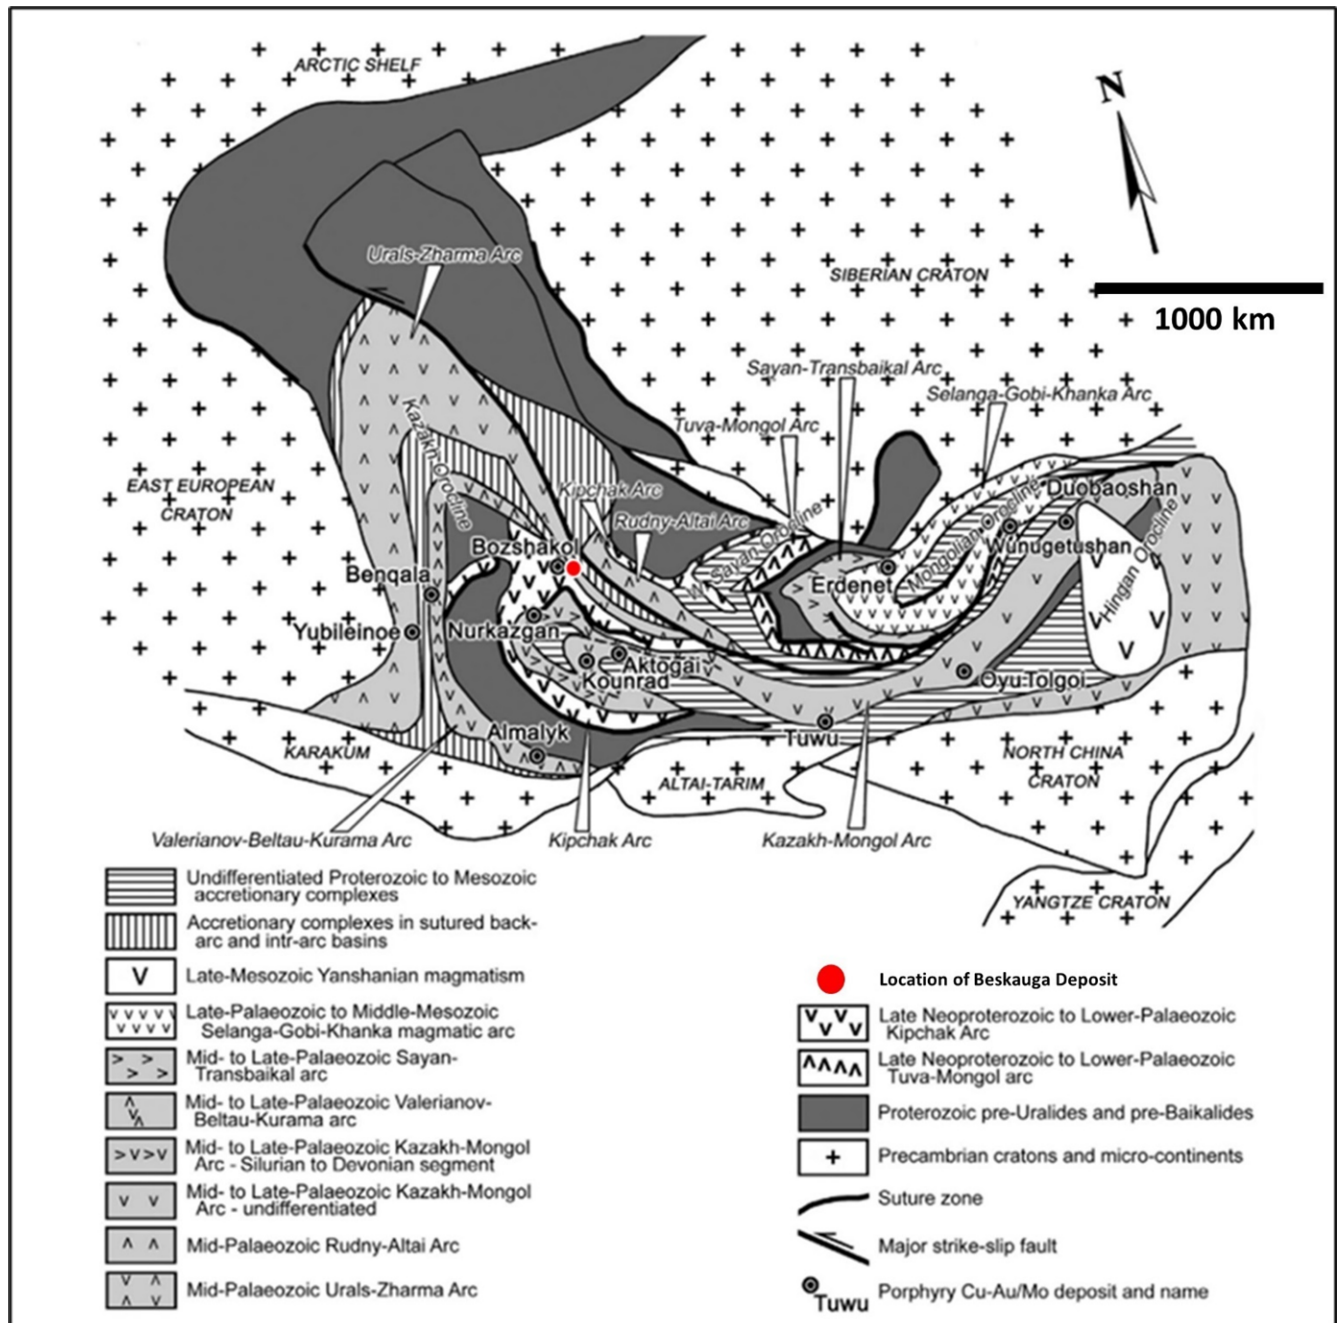 ARCTIC SHELF
N
Urals-Zharma Arc
SIBERIAN CRATON
1000 km
Sayan-Transbaikal Arc
Selanga-Gobi-Khanka Arc
Tuva-Mongol Arc
Kazakh Orocline
EAST EUROPEAN
CRATON
Kipchak Arc
Rudny-Altai Arc
W. Sayan Orocline
Mongolian Orocline
Duobaoshan
Wunugetushan
Hingan Orocline
Bozshakol
Benqala
Erdenet
Yubileinoe
Nurkazgan
Aktogai
Kounrad
OyuTolgoi
Almalyk
Tuwu
KARAKUM
ALTAI-TARIM
NORTH CHINA
CRATON
Valerianov-Beltau-Kurama Arc
Kipchak Arc
Kazakh-Mongol Arc
YANGTZE CRATON
Undifferentiated Proterozoic to Mesozoic
accretionary complexes
Accretionary complexes in sutured back-
arc and intr-arc basins
Late-Mesozoic Yanshanian magmatism
Late-Palaeozoic to Middle-Mesozoic
Selanga-Gobi-Khanka magmatic arc
Mid- to Late-Palaeozoic Sayan-
Transbaikal arc
Mid- to Late-Palaeozoic Valerianov-
Beltau-Kurama arc
Mid- to Late-Palaeozoic Kazakh-Mongol
Arc - Silurian to Devonian segment
Mid- to Late-Palaeozoic Kazakh-Mongol
Arc - undifferentiated
Mid-Palaeozoic Rudny-Altai Arc
Mid-Palaeozoic Urals-Zharma Arc
Location of Beskauga Deposit
Late Neoproterozoic to Lower-Palaeozoic
Kipchak Arc
Late Neoproterozoic to Lower-Palaeozoic
Tuva-Mongol arc
Proterozoic pre-Uralides and pre-Baikalides
Precambrian cratons and micro-continents
Suture zone
Major strike-slip fault
Tuwu
Porphyry Cu-Au/Mo deposit and name